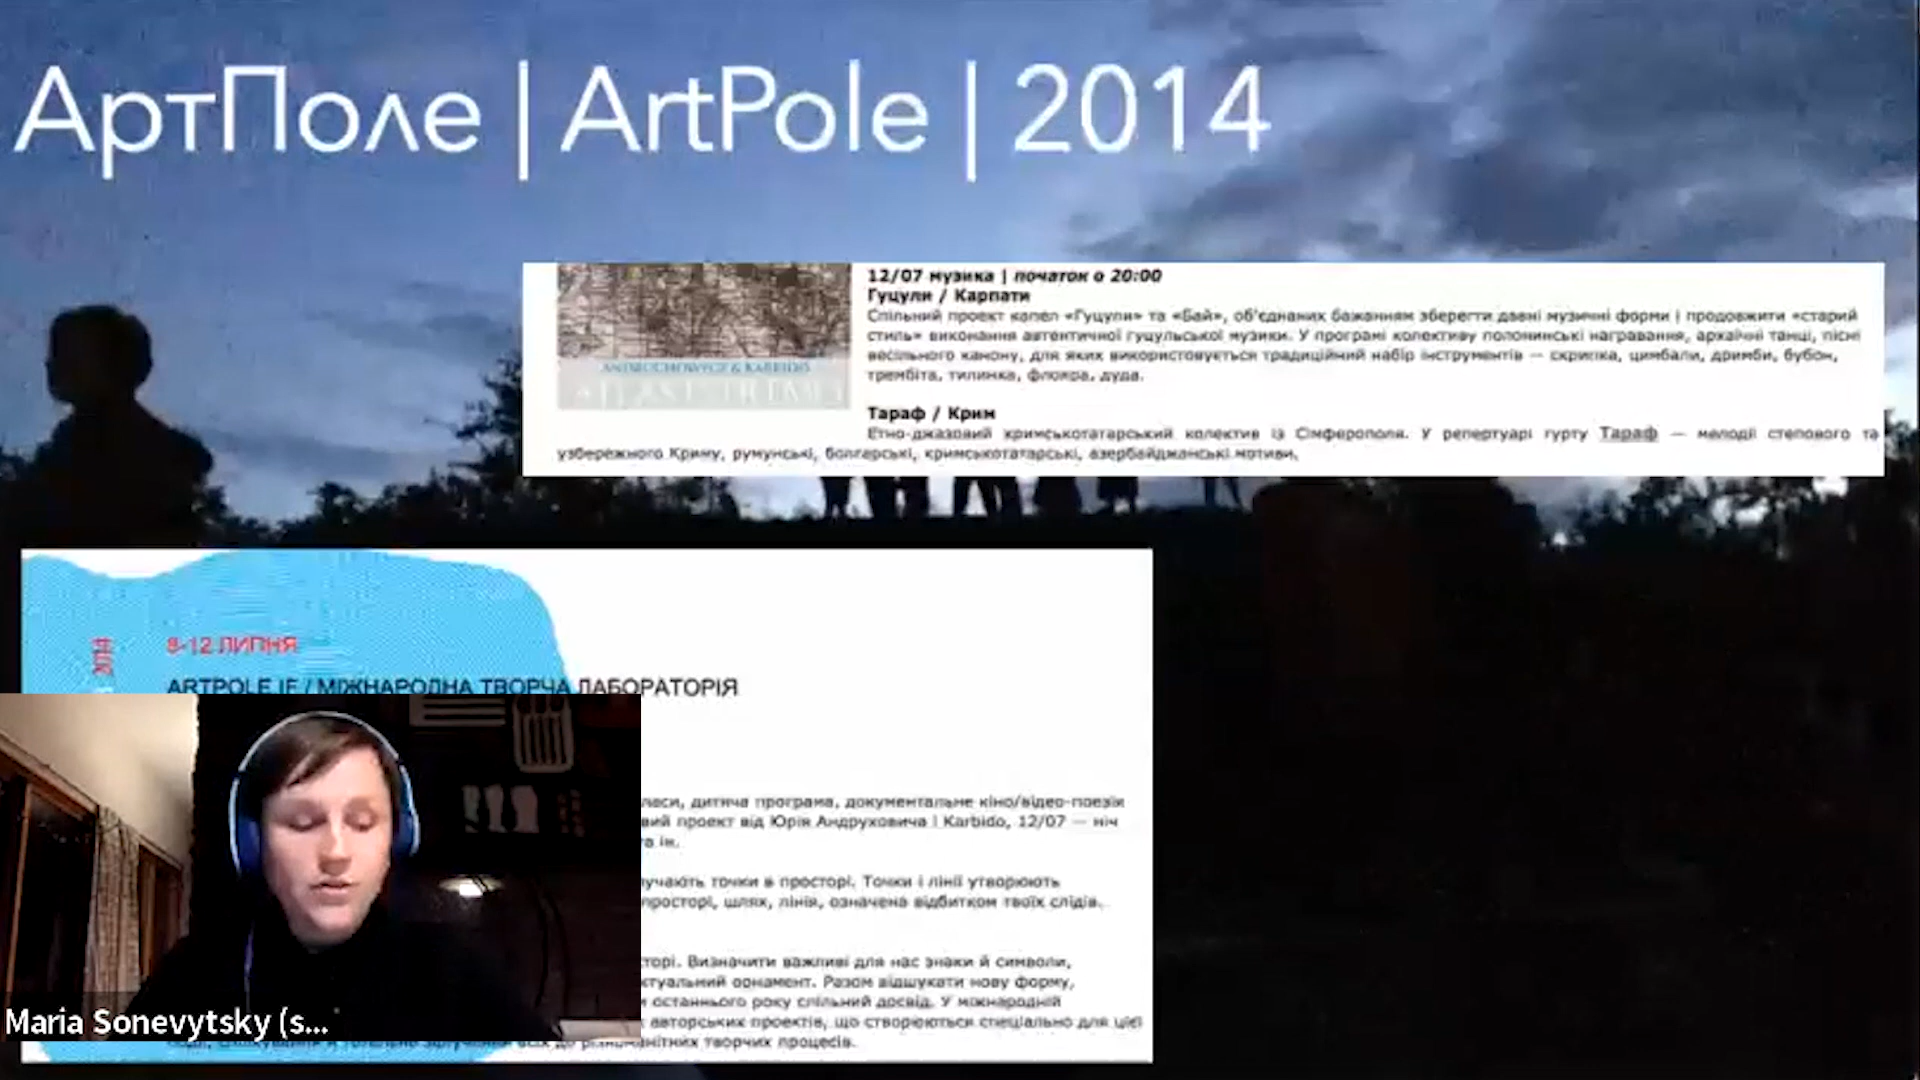 АртПоле | ArtPole | 2014
12/07 музика | початок о 20:00
Гуцули / Карпати
Спільний проект капел «Гуцули» та «Бай», об'єднаних бажанням зберегти давні музичні форми і продовжити «старий
стиль» виконання автентичної гуцульської музики. У програмі колективу полонинські награвання, архаїчні танці, пісні
весільного канону, для яких використовується традиційний набір інструментів — скрипка, цимбали, дримби, бубон,
трембіта, тилинка, флояра, дуда.
ANDRUCHOWYCZ & KARBIDO
Тараф / Крим
Етно-джазовий кримськотатарський колектив із Сімферополя. У репертуарі гурту Тараф — мелодії степового та
узбережного Криму, румунські, болгарські, кримськотатарські, азербайджанські мотиви.
2014
8-12 ЛИПНЯ
ARTPOLE IF / МІЖНАРОДНА ТВОРЧА ЛАБОРАТОРІЯ
дитяча програма, документальне кіно/відео-поезія
проект від Юрія Андруховича і Karbido, 12/07 — ніч
та ін.
точки в просторі. Точки і лінії утворюють
просторі, шлях, лінія, означена відбитком твоїх слідів.
Визначити важливі для нас знаки й символи,
орнамент. Разом відшукати нову форму,
останнього року спільний досвід. У міжнародній
авторських проектів, що створюються спеціально для цієї
творчих процесів.
Maria Sonevytsky (s...